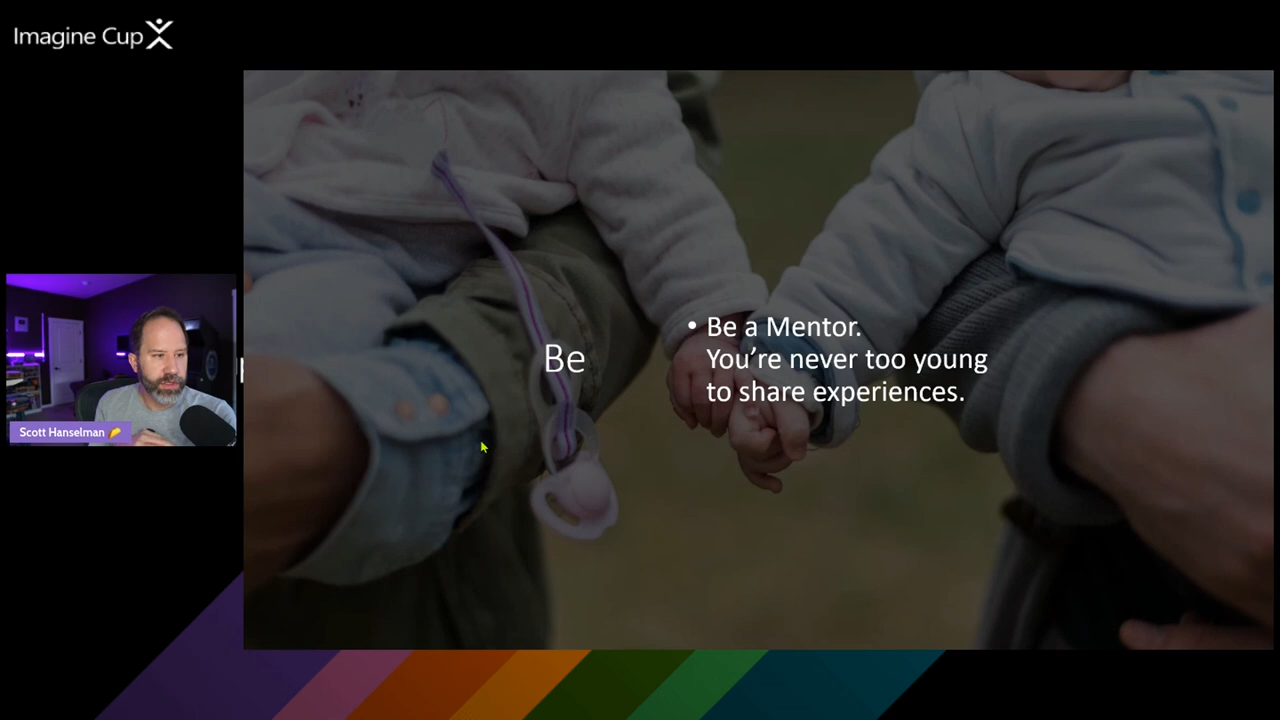 Imagine Cup
Be
• Be a Mentor.
You’re never too young
to share experiences.
Scott Hanselman